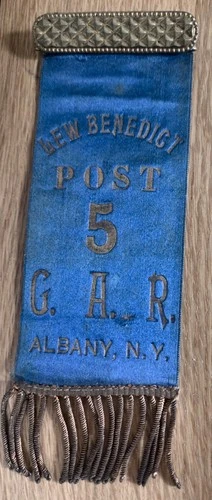 LEW BENEDICT
POST
5
G. A. R.
ALBANY, N.Y.